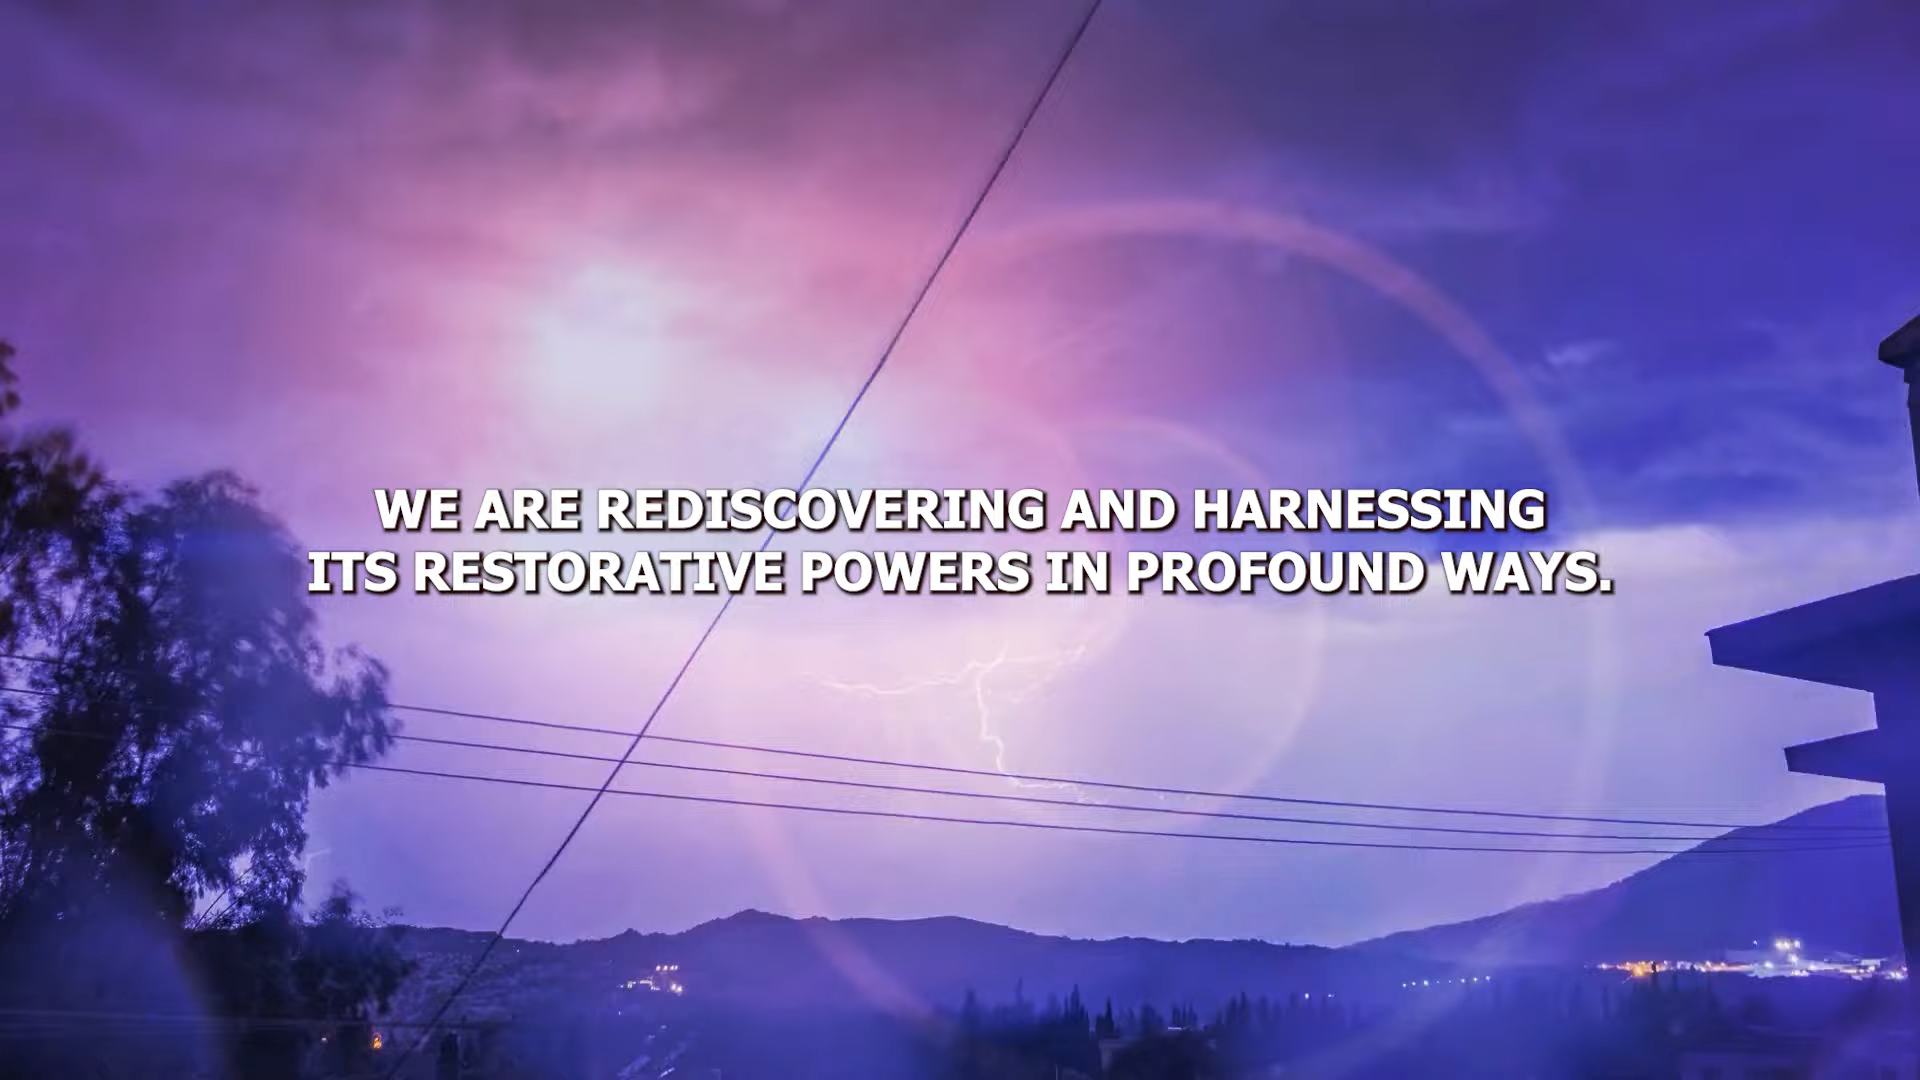 WE ARE REDISCOVERING AND HARNESSING
ITS RESTORATIVE POWERS IN PROFOUND WAYS.